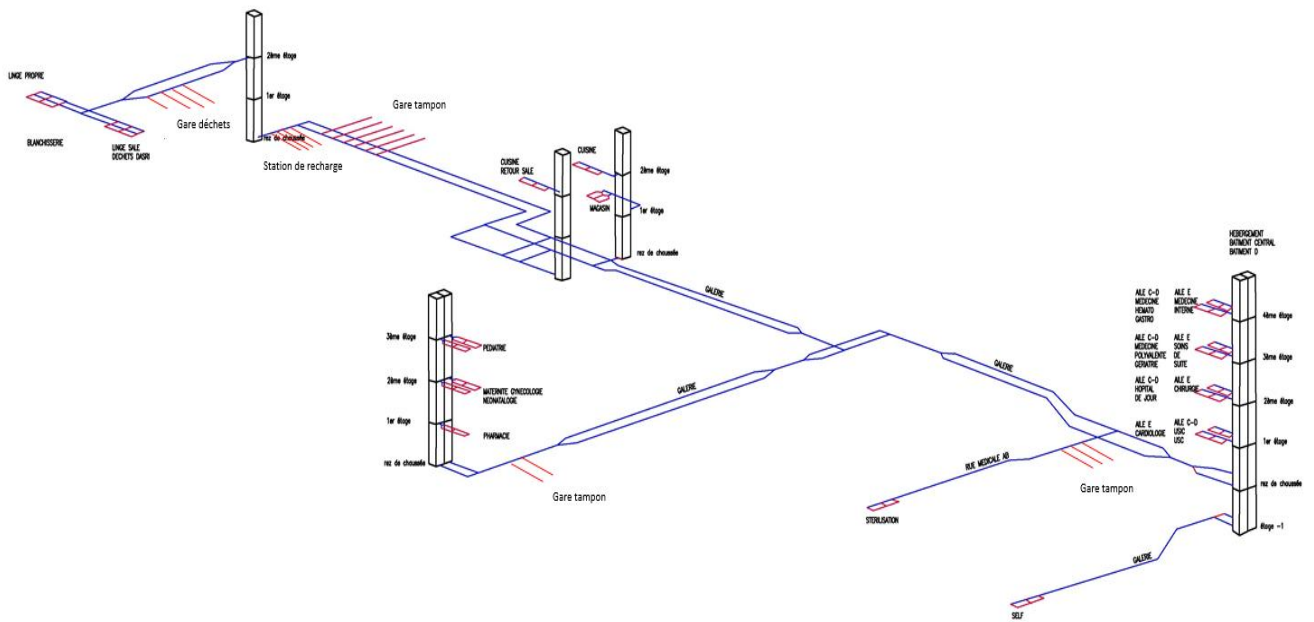 2ème étage
LINGE PROPRE
1er étage
Gare déchets
rez de chaussée
BLANCHISSERIE
LINGE SALE
DECHETS DASRI
Station de recharge
Gare tampon
CUISINE
RETOUR SALE
CUISINE
2ème étage
MAGASIN
1er étage
rez de chaussée
GALERIE
HEBERGEMENT
BATIMENT CENTRAL
BATIMENT D
AILE C-D
MEDECINE
HEMATO
GASTRO
AILE E
MEDECINE
INTERNE
4ème étage
AILE C-D
MEDECINE
POLYVALENTE
GERIATRIE
AILE E
SOINS
DE
SUITE
3ème étage
AILE C-D
HOPITAL
DE JOUR
AILE E
CHIRURGIE
2ème étage
AILE E
CARDIOLOGIE
AILE C-D
USIC
USC
1er étage
rez de chaussée
étage -1
3ème étage
PEDIATRIE
2ème étage
MATERNITE GYNECOLOGIE
NEONATALOGIE
1er étage
PHARMACIE
rez de chaussée
GALERIE
Gare tampon
GALERIE
RUE MEDICALE AB
Gare tampon
STERILISATION
GALERIE
SELF